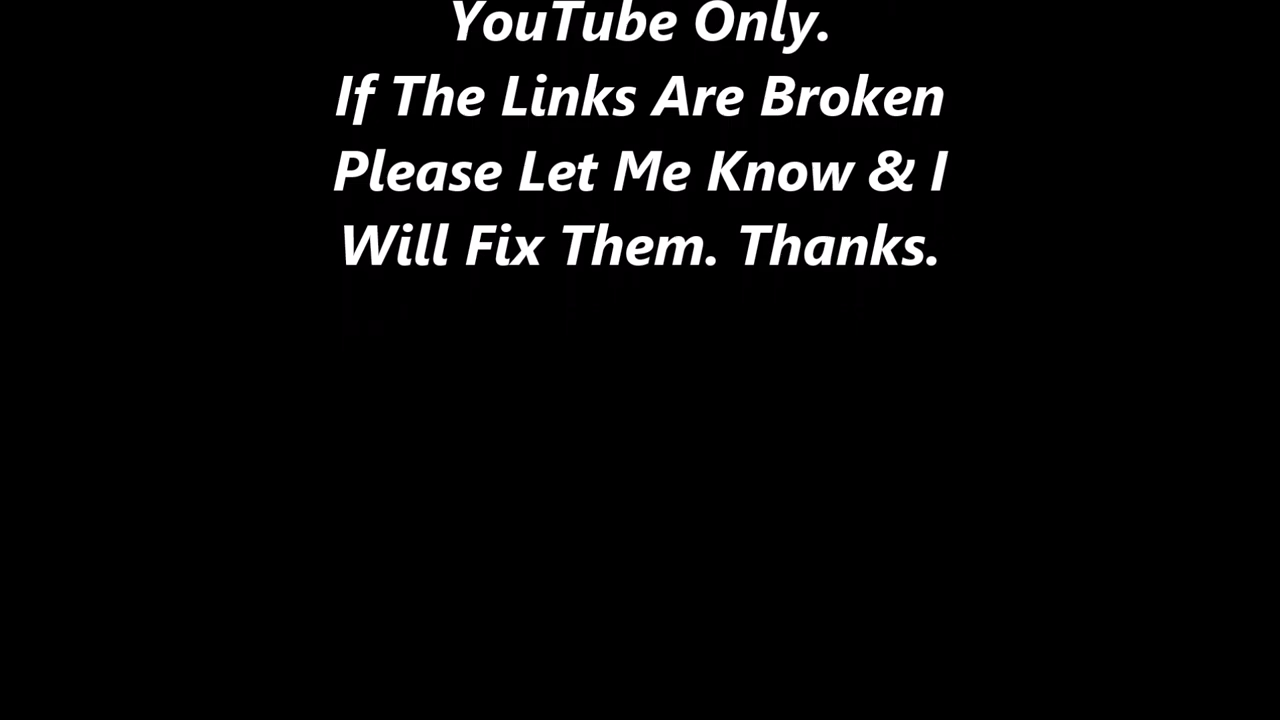 YouTube Only.
If The Links Are Broken
Please Let Me Know & I
Will Fix Them. Thanks.